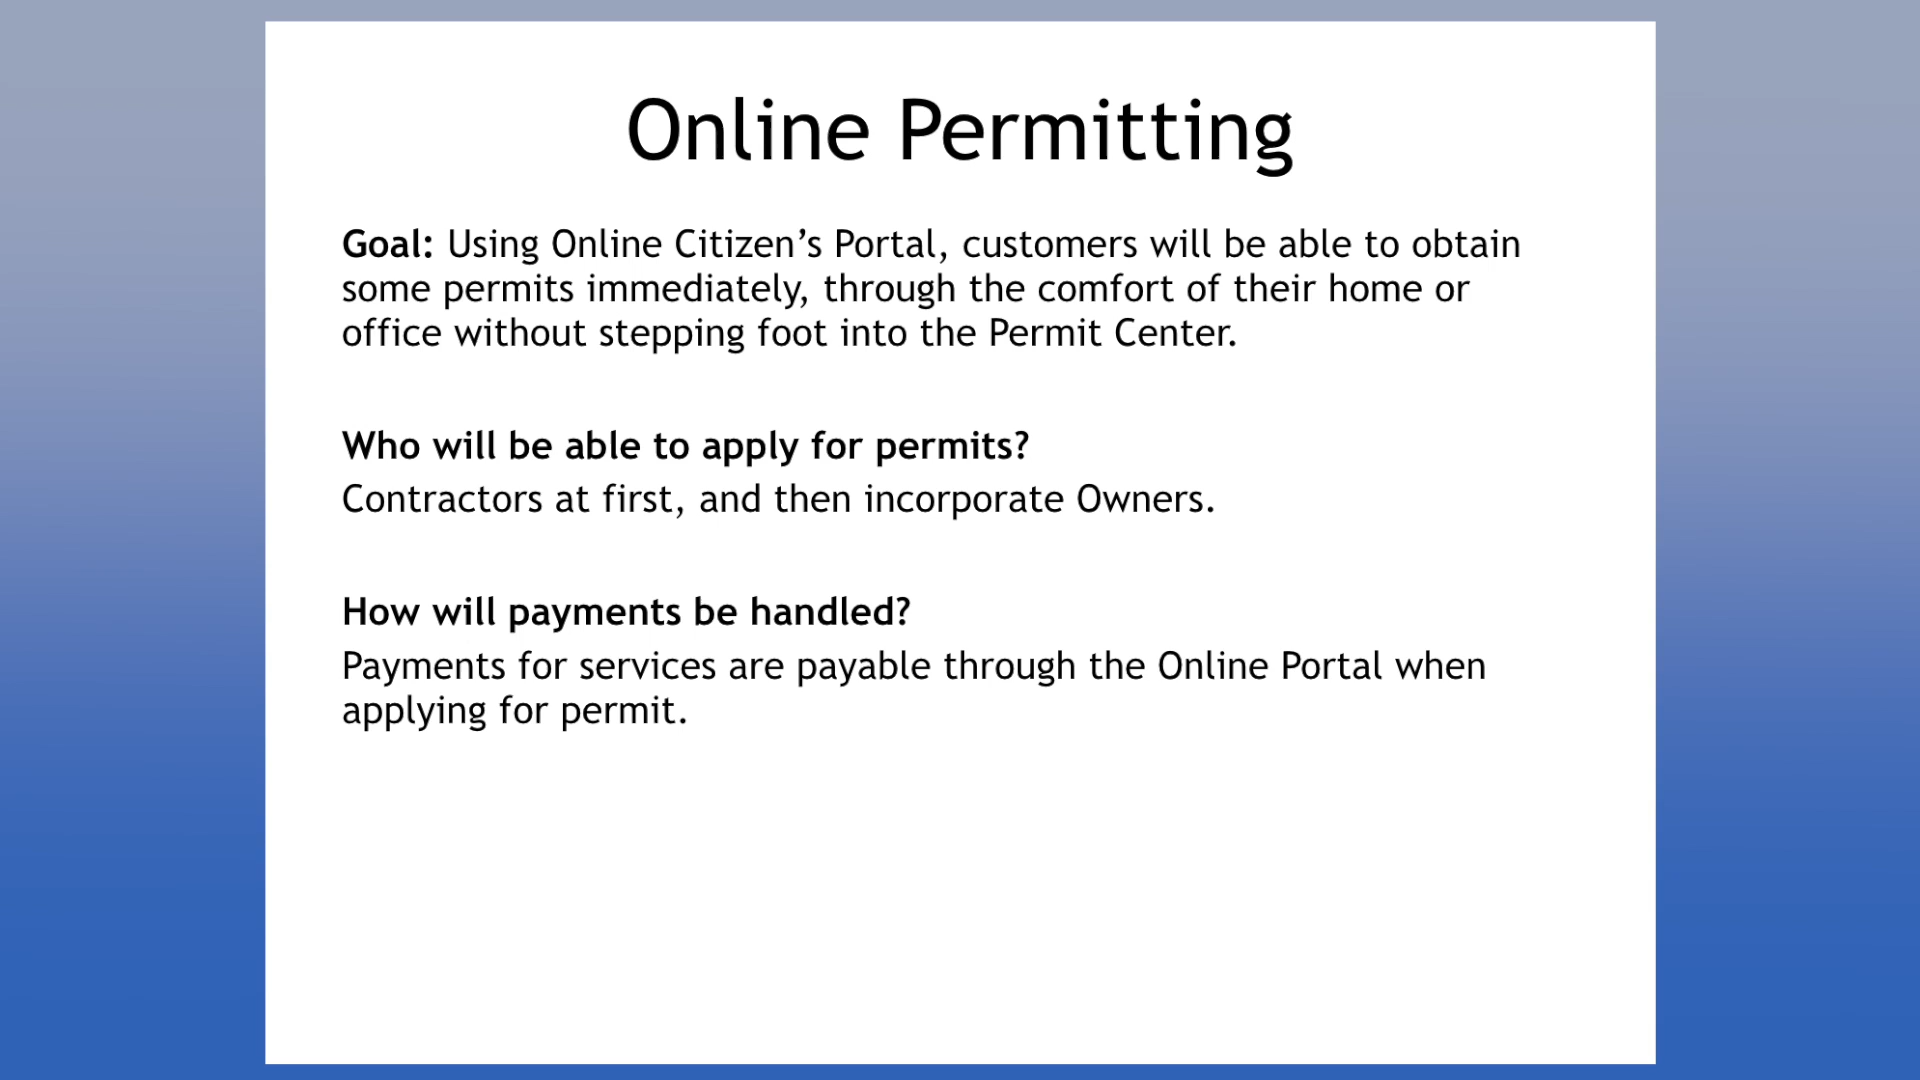 Online Permitting
Goal: Using Online Citizen’s Portal, customers will be able to obtain
some permits immediately, through the comfort of their home or
office without stepping foot into the Permit Center.
Who will be able to apply for permits?
Contractors at first, and then incorporate Owners.
How will payments be handled?
Payments for services are payable through the Online Portal when
applying for permit.